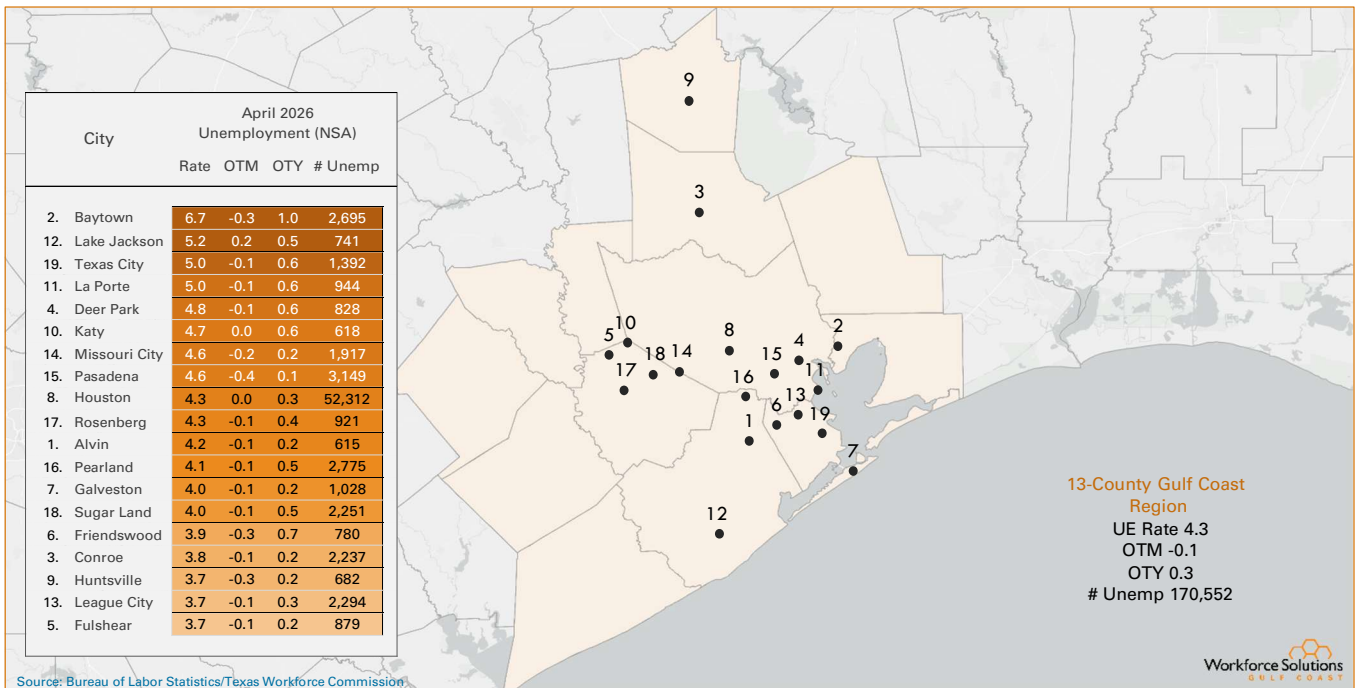 April 2026
Unemployment (NSA)
City
Rate OTM OTY # Unemp
2. Baytown 6.7 -0.3 1.0 2,695
12. Lake Jackson 5.2 0.2 0.5 741
19. Texas City 5.0 -0.1 0.6 1,392
11. La Porte 5.0 -0.1 0.6 944
4. Deer Park 4.8 -0.1 0.6 828
10. Katy 4.7 0.0 0.6 618
14. Missouri City 4.6 -0.2 0.2 1,917
15. Pasadena 4.6 -0.4 0.1 3,149
8. Houston 4.3 0.0 0.3 52,312
17. Rosenberg 4.3 -0.1 0.4 921
1. Alvin 4.2 -0.1 0.2 615
16. Pearland 4.1 -0.1 0.5 2,775
7. Galveston 4.0 -0.1 0.2 1,028
18. Sugar Land 4.0 -0.1 0.5 2,251
6. Friendswood 3.9 -0.3 0.7 780
3. Conroe 3.8 -0.1 0.2 2,237
9. Huntsville 3.7 -0.3 0.2 682
13. League City 3.7 -0.1 0.3 2,294
5. Fulshear 3.7 -0.1 0.2 879
Source: Bureau of Labor Statistics/Texas Workforce Commission
9
3
10
5
8
2
18
14
4
15
17
16
11
6
13
1
19
7
12
13-County Gulf Coast
Region
UE Rate 4.3
OTM -0.1
OTY 0.3
# Unemp 170,552
Workforce Solutions
GULF COAST